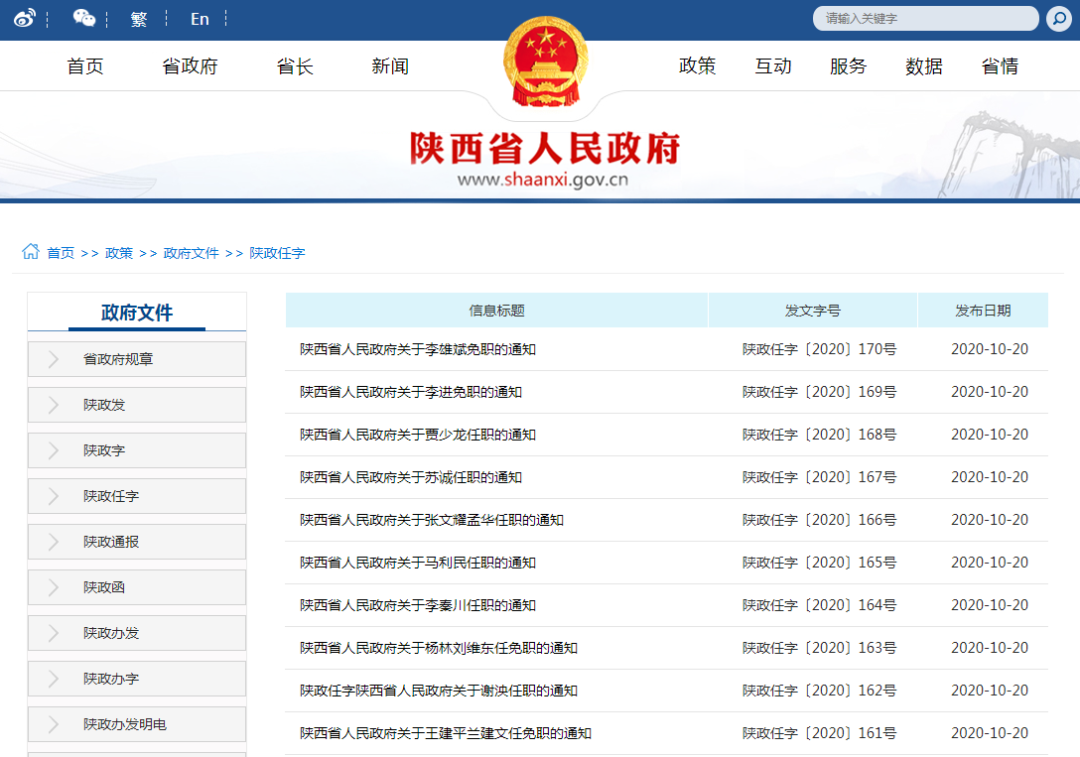 繁 En 请输入关键字
首页 省政府 省长 新闻 政策 互动 服务 数据 省情
陕西省人民政府
www.shaanxi.gov.cn
首页 >> 政策 >> 政府文件 >> 陕政任字
政府文件
省政府规章
陕政发
陕政字
陕政任字
陕政通报
陕政函
陕政办发
陕政办字
陕政办发明电
信息标题 发文字号 发布日期
陕西省人民政府关于李雄斌免职的通知 陕政任字〔2020〕170号 2020-10-20
陕西省人民政府关于李进免职的通知 陕政任字〔2020〕169号 2020-10-20
陕西省人民政府关于贾少龙任职的通知 陕政任字〔2020〕168号 2020-10-20
陕西省人民政府关于苏诚任职的通知 陕政任字〔2020〕167号 2020-10-20
陕西省人民政府关于张文耀孟华任职的通知 陕政任字〔2020〕166号 2020-10-20
陕西省人民政府关于马利民任职的通知 陕政任字〔2020〕165号 2020-10-20
陕西省人民政府关于李秦川任职的通知 陕政任字〔2020〕164号 2020-10-20
陕西省人民政府关于杨林刘维东任免职的通知 陕政任字〔2020〕163号 2020-10-20
陕政任字陕西省人民政府关于谢泱任职的通知 陕政任字〔2020〕162号 2020-10-20
陕西省人民政府关于王建平兰建文任免职的通知 陕政任字〔2020〕161号 2020-10-20